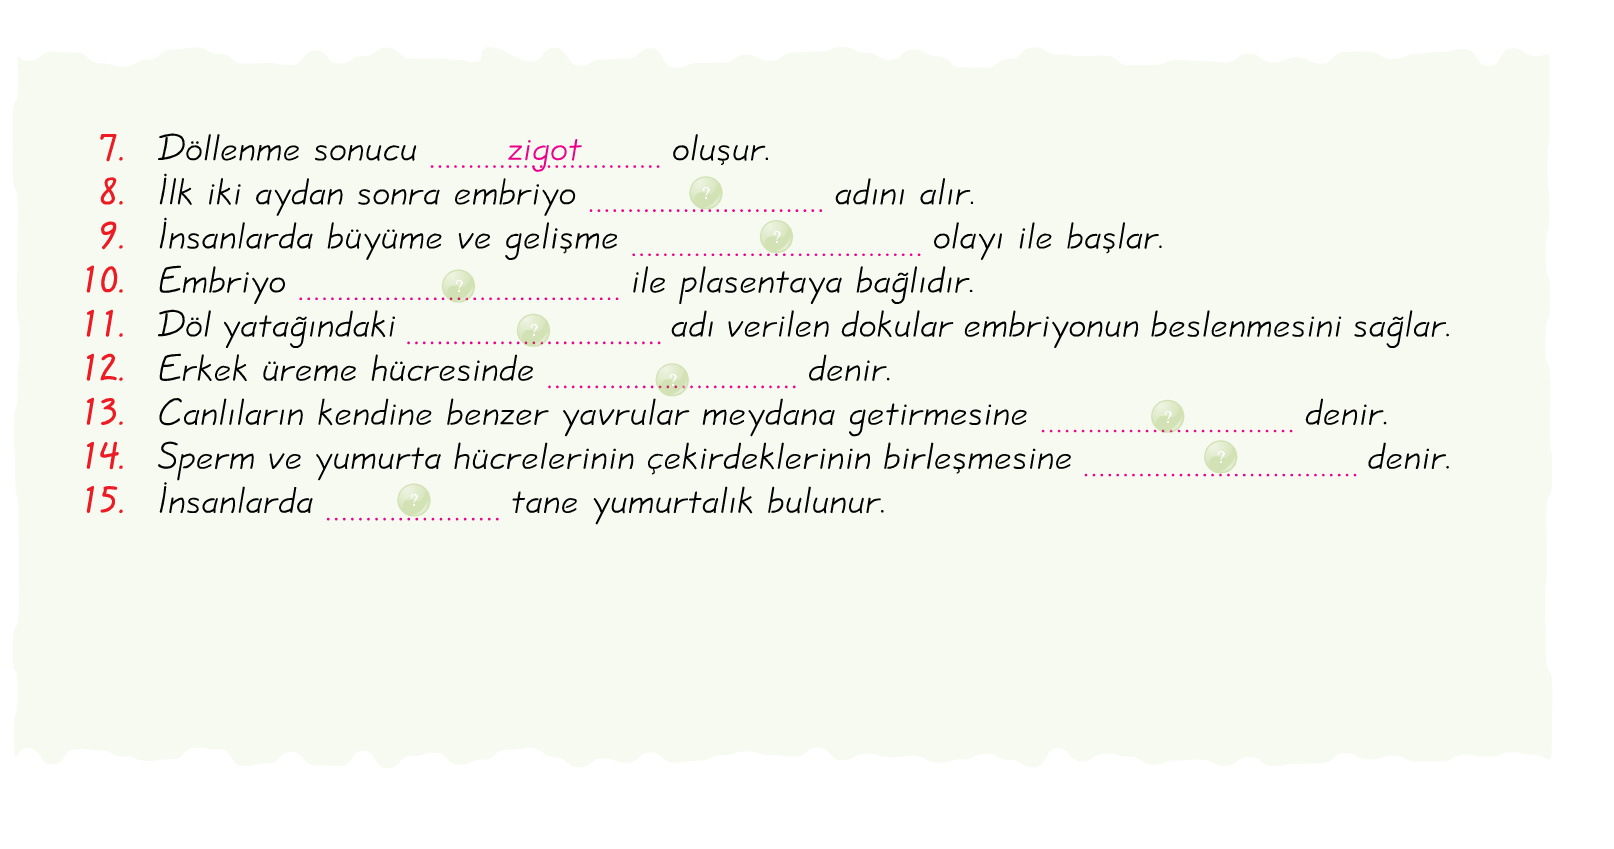 7. Döllenme sonucu zigot oluşur.
8. İlk iki aydan sonra embriyo ? adını alır.
9. İnsanlarda büyüme ve gelişme ? olayı ile başlar.
10. Embriyo ? ile plasentaya bağlıdır.
11. Döl yatağındaki ? adı verilen dokular embriyonun beslenmesini sağlar.
12. Erkek üreme hücresinde ? denir.
13. Canlıların kendine benzer yavrular meydana getirmesine ? denir.
14. Sperm ve yumurta hücrelerinin çekirdeklerinin birleşmesine ? denir.
15. İnsanlarda ? tane yumurtalık bulunur.